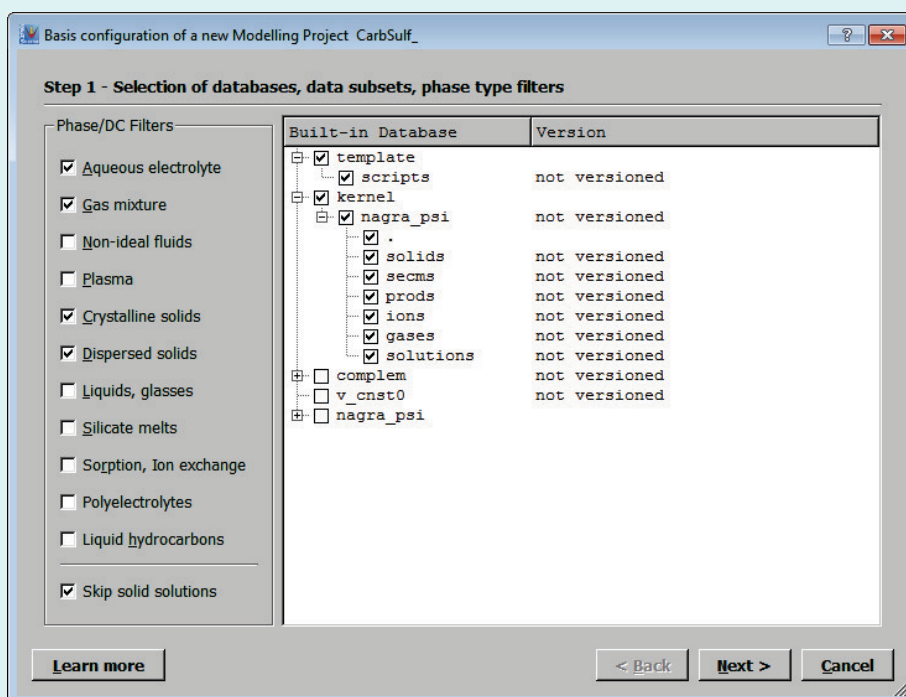 Basis configuration of a new Modelling Project CarbSulf_
Step 1 - Selection of databases, data subsets, phase type filters
Phase/DC Filters
Aqueous electrolyte
Gas mixture
Non-ideal fluids
Plasma
Crystalline solids
Dispersed solids
Liquids, glasses
Silicate melts
Sorption, Ion exchange
Polyelectrolytes
Liquid hydrocarbons
Skip solid solutions
Built-in Database Version
template
scripts not versioned
kernel
nagra_psi not versioned
.
solids not versioned
secms not versioned
prods not versioned
ions not versioned
gases not versioned
solutions not versioned
complem not versioned
v_cnst0 not versioned
nagra_psi
Learn more < Back Next > Cancel